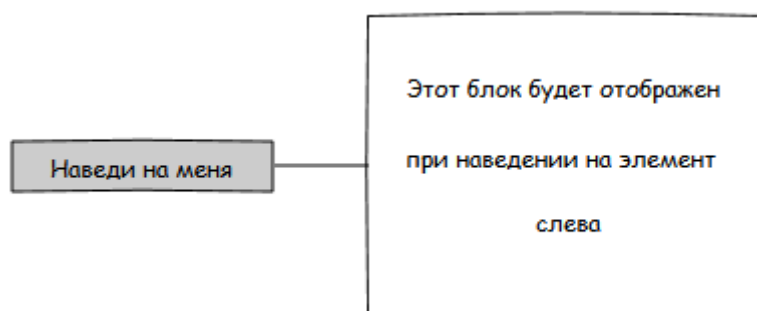 Наведи на меня
Этот блок будет отображен
при наведении на элемент
слева